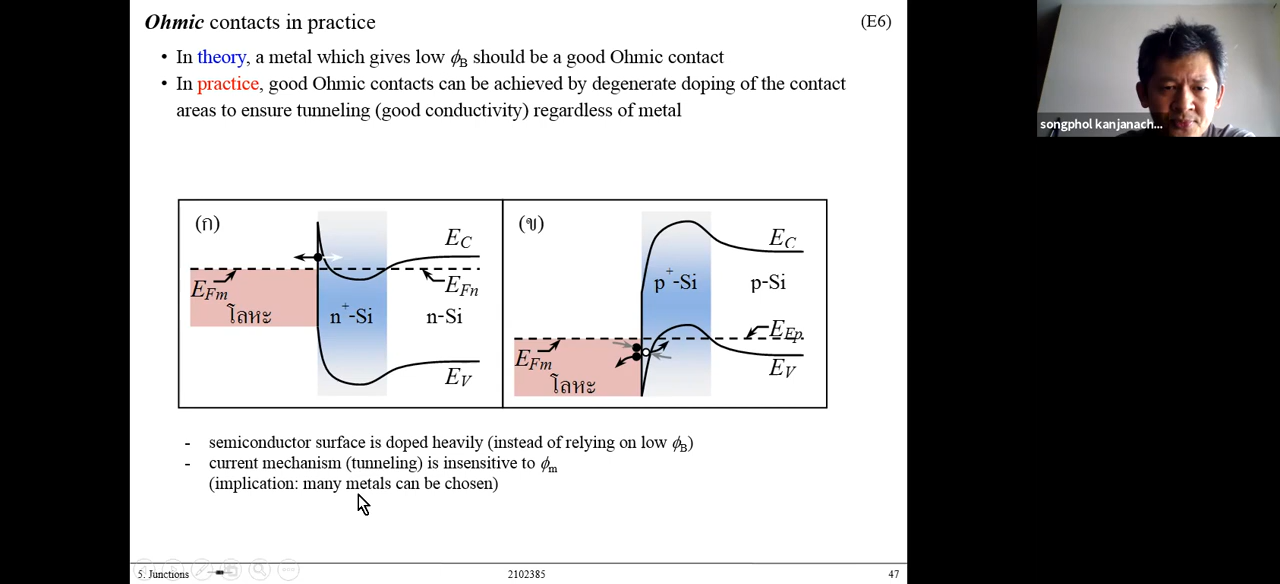 Ohmic contacts in practice
(E6)
• In theory, a metal which gives low ϕB should be a good Ohmic contact
• In practice, good Ohmic contacts can be achieved by degenerate doping of the contact
areas to ensure tunneling (good conductivity) regardless of metal
songphol kanjanach...
(ก)
EC
EFm
EFn
โลหะ
n+-Si
n-Si
EV
(ข)
EC
p+-Si
p-Si
EFp
EFm
EV
โลหะ
- semiconductor surface is doped heavily (instead of relying on low ϕB)
- current mechanism (tunneling) is insensitive to ϕm
(implication: many metals can be chosen)
5. Junctions
2102385
47